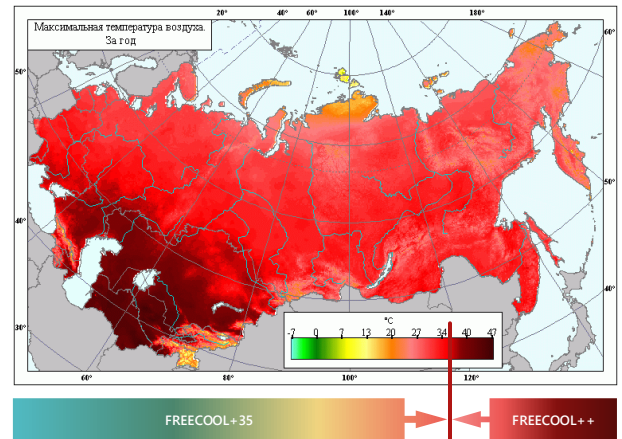 Максимальная температура воздуха.
За год
20° 40° 60° 80° 100° 140° 180° 60°
50°
50°
40°
40°
30°
°C
-7 0 7 13 20 27 34 40 47
60° 80° 100° 120°
FREECOOL+35 FREECOOL++